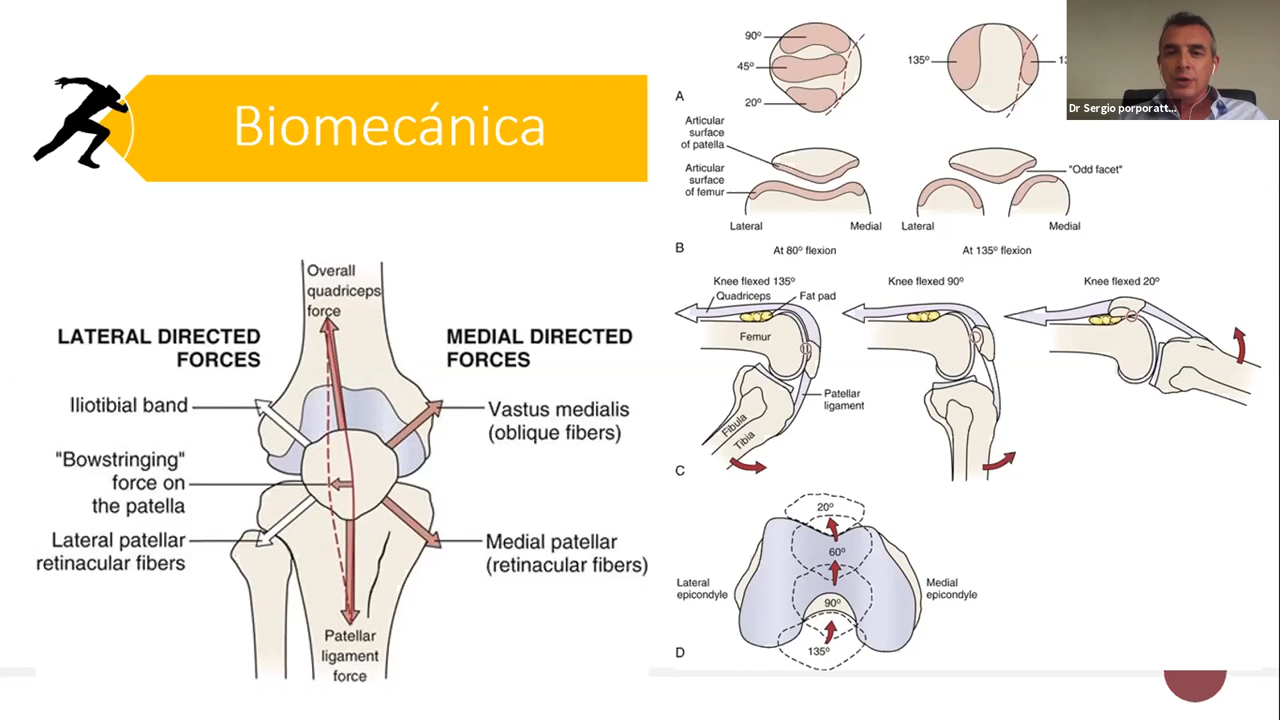 Biomecánica
Overall
quadriceps
force
LATERAL DIRECTED
FORCES
MEDIAL DIRECTED
FORCES
Iliotibial band
Vastus medialis
(oblique fibers)
"Bowstringing"
force on
the patella
Lateral patellar
retinacular fibers
Medial patellar
(retinacular fibers)
Patellar
ligament
force
90º
45º
20º
135º
A
Articular
surface
of patella
Articular
surface
of femur
"Odd facet"
Lateral
Medial
Lateral
Medial
B
At 80º flexion
At 135º flexion
Knee flexed 135º
Knee flexed 90º
Knee flexed 20º
Quadriceps
Fat pad
Femur
Patellar
ligament
Fibula
Tibia
C
20º
60º
90º
135º
Lateral
epicondyle
Medial
epicondyle
D
Dr Sergio porporatt...